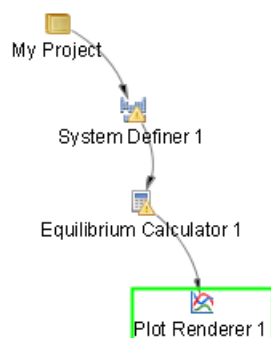 My Project
System Definer 1
Equilibrium Calculator 1
Plot Renderer 1